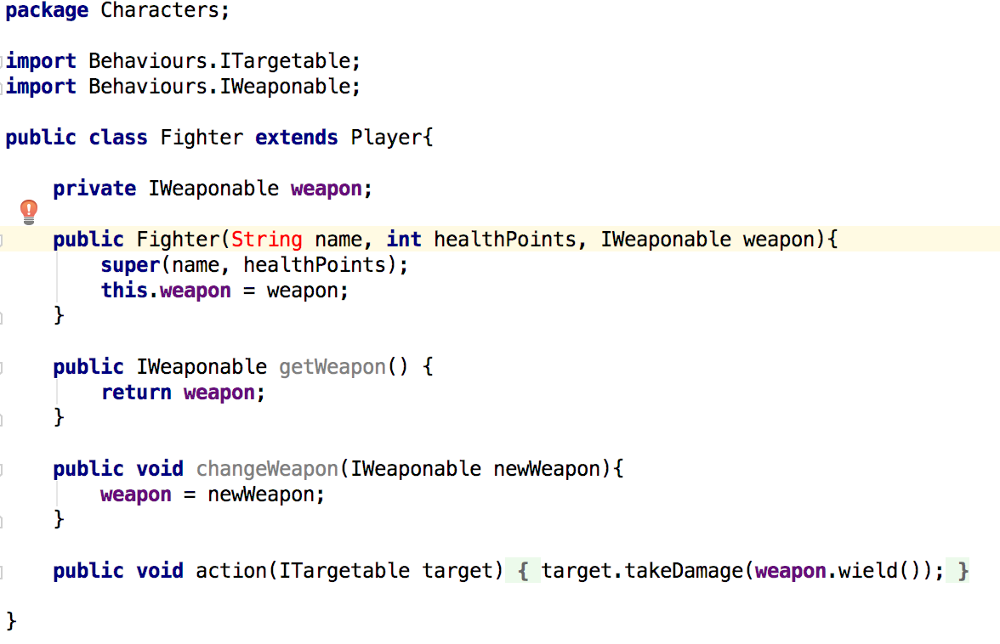 package Characters;
import Behaviours.ITargetable;
import Behaviours.IWeaponable;
public class Fighter extends Player{
private IWeaponable weapon;
public Fighter(String name, int healthPoints, IWeaponable weapon){
super(name, healthPoints);
this.weapon = weapon;
}
public IWeaponable getWeapon() {
return weapon;
}
public void changeWeapon(IWeaponable newWeapon){
weapon = newWeapon;
}
public void action(ITargetable target) { target.takeDamage(weapon.wield()); }
}